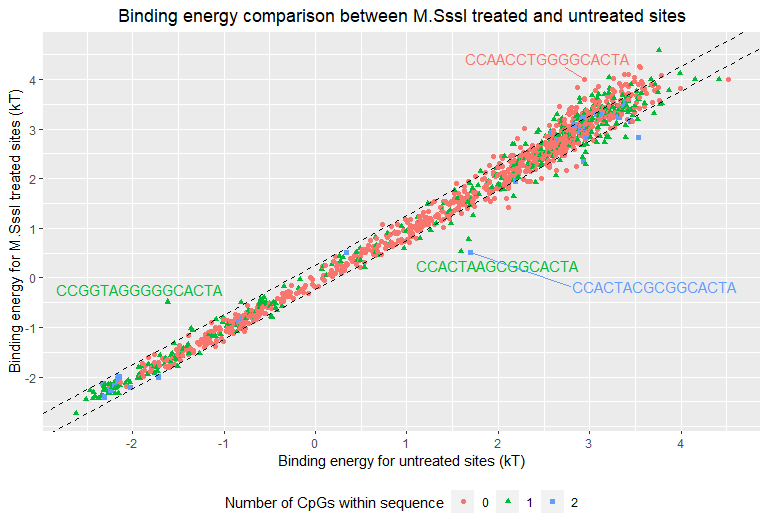 Binding energy comparison between M.SssI treated and untreated sites
Binding energy for M.SssI treated sites (kT)
4
3
2
1
0
-1
-2
CCAACCTGGGGCACTA
CCACTAAGCGGCACTA
CCGGTAGGGGGCACTA
CCACTACGCGGCACTA
-2 -1 0 1 2 3 4
Binding energy for untreated sites (kT)
Number of CpGs within sequence 0 1 2